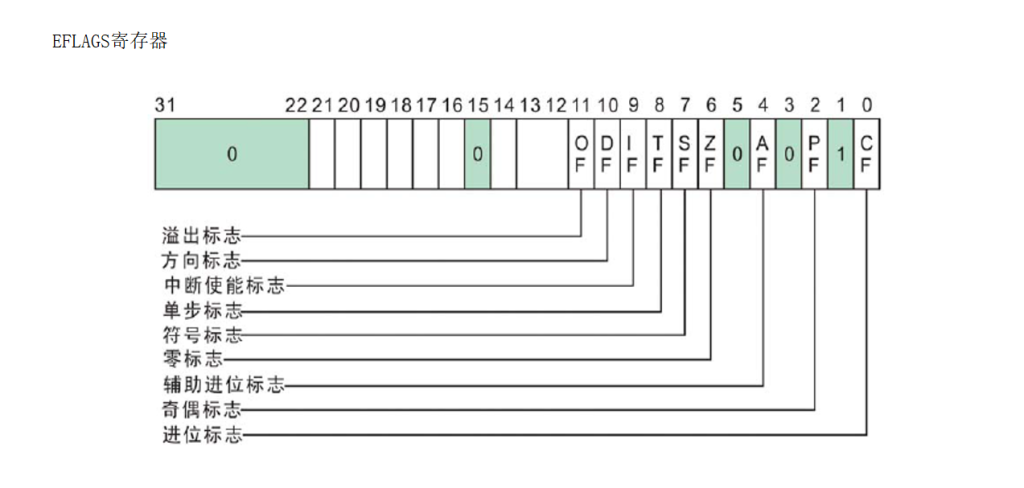 EFLAGS寄存器
31 22 21 20 19 18 17 16 15 14 13 12 11 10 9 8 7 6 5 4 3 2 1 0
0 0 OF DF IF TF SF ZF 0 AF 0 PF 1 CF
溢出标志
方向标志
中断使能标志
单步标志
符号标志
零标志
辅助进位标志
奇偶标志
进位标志